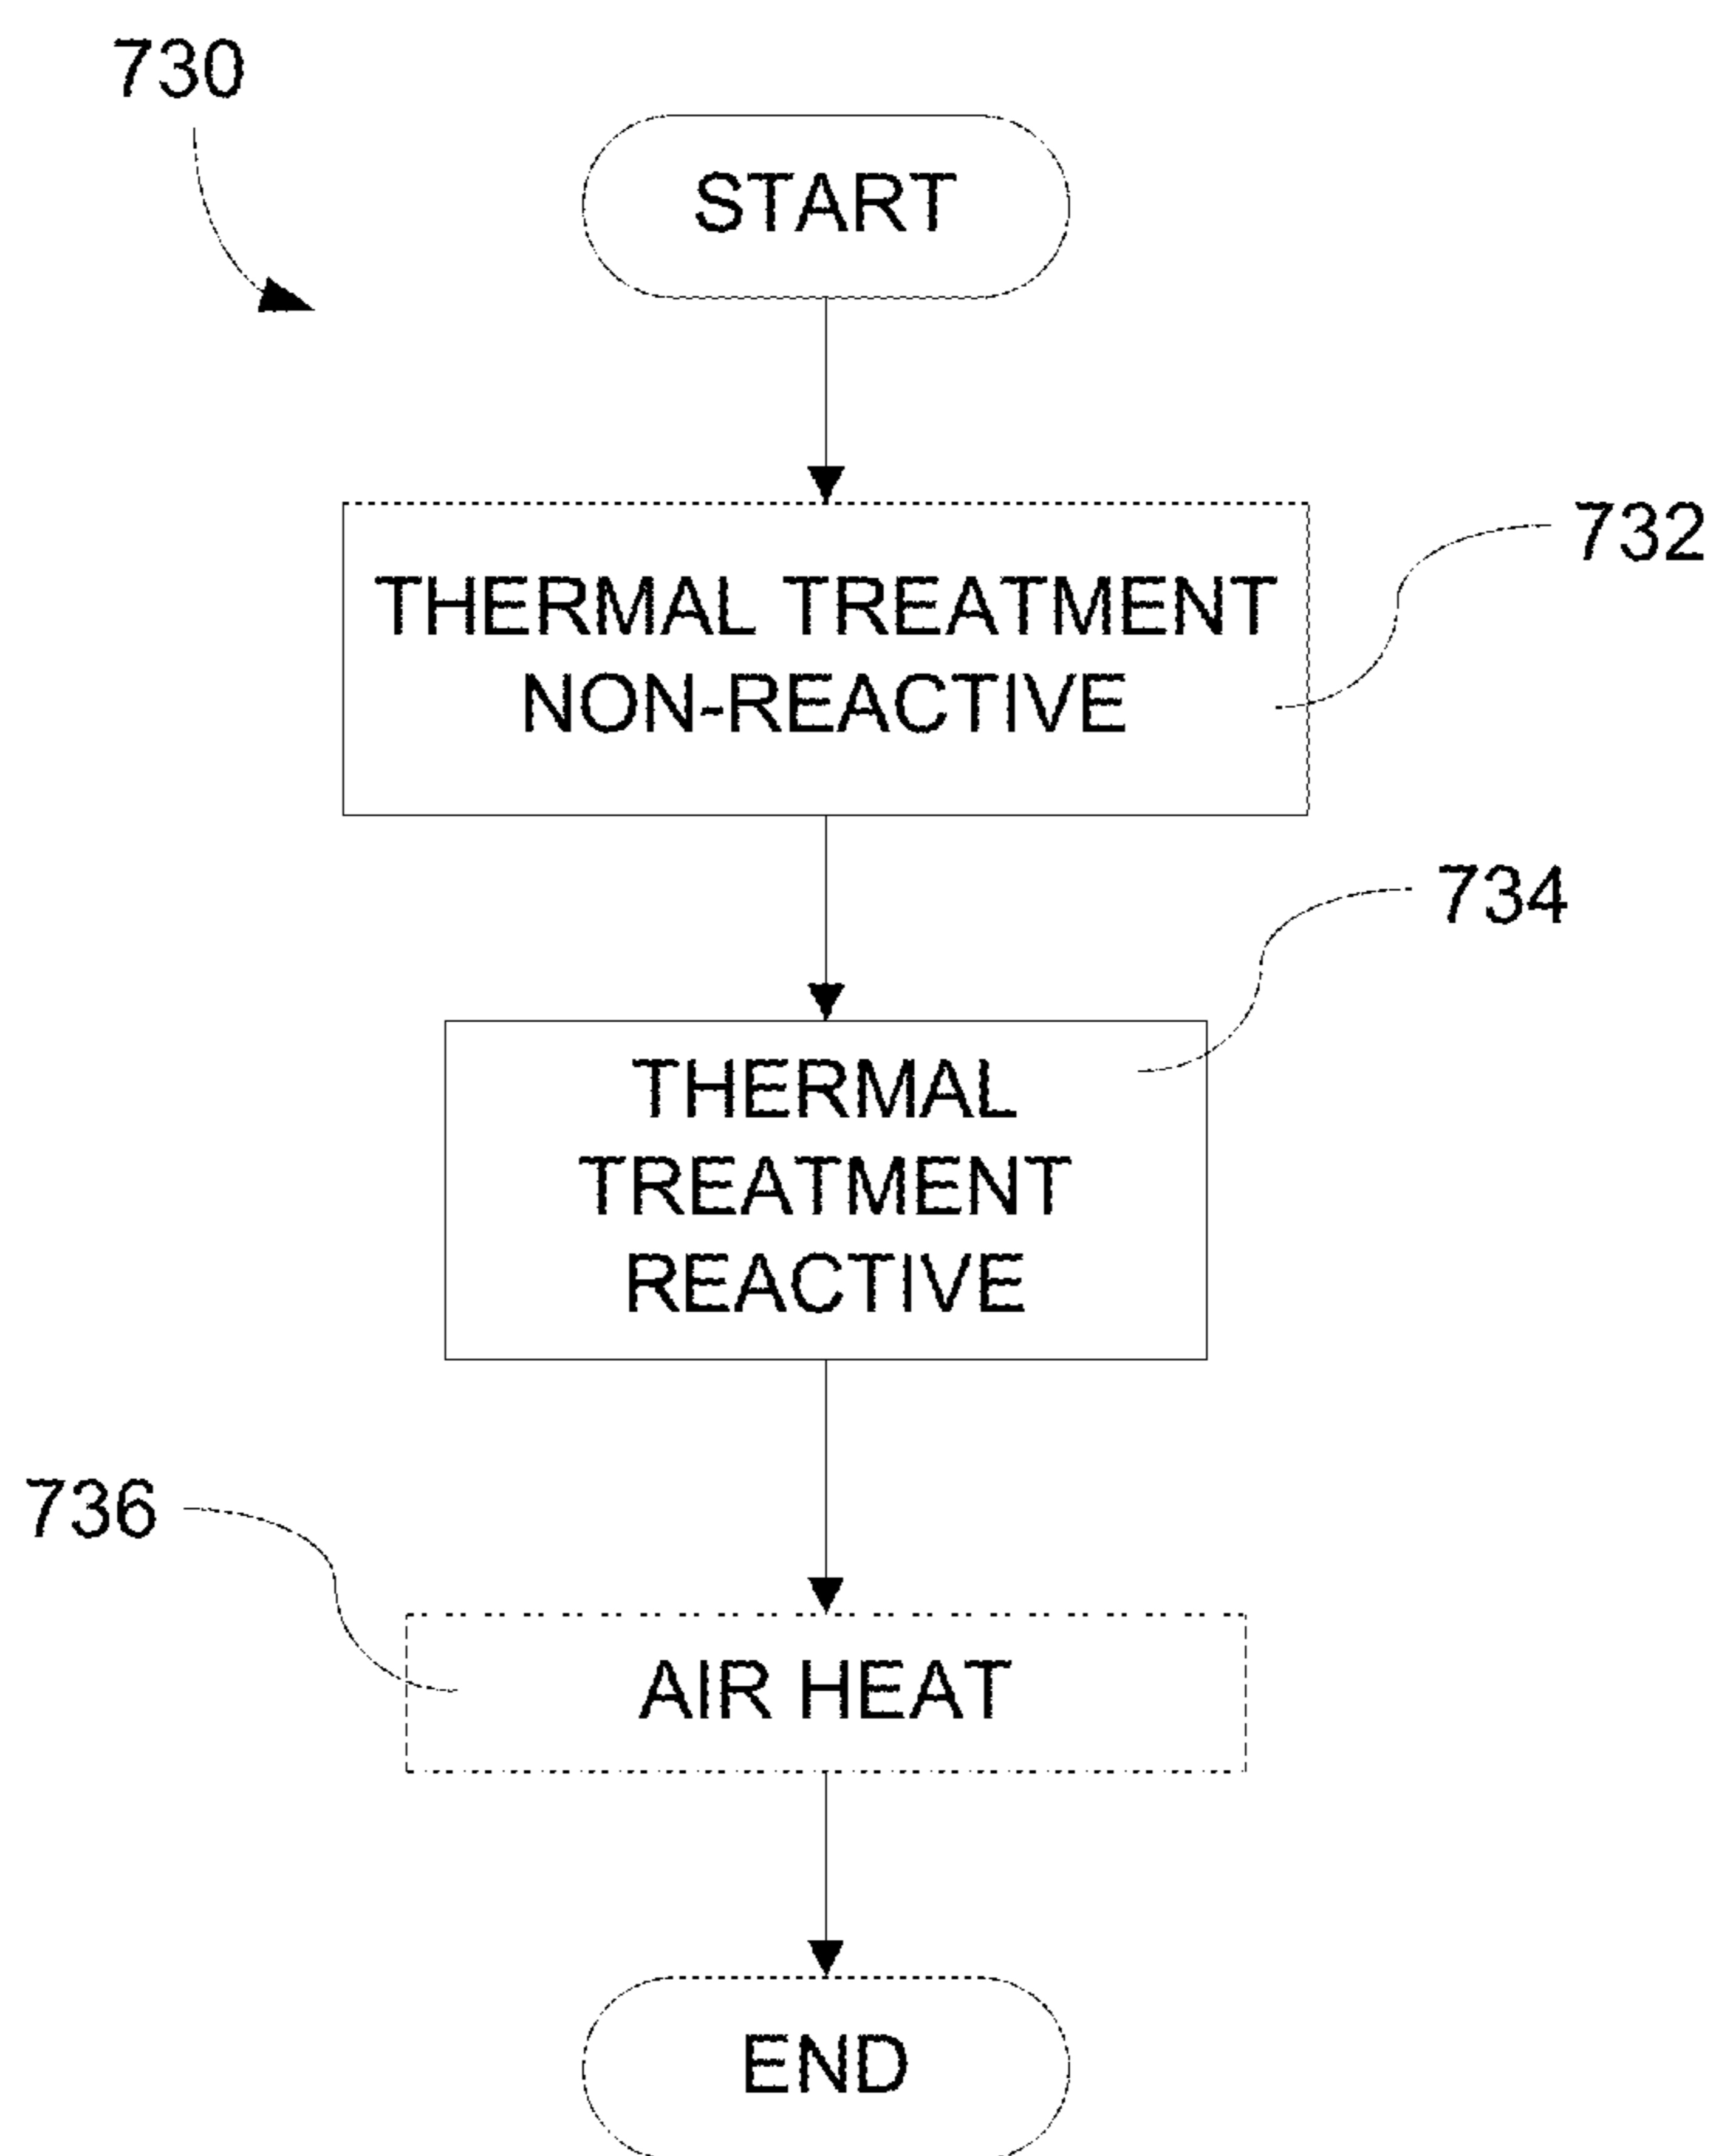 730
START
THERMAL TREATMENT
NON-REACTIVE
732
734
THERMAL
TREATMENT
REACTIVE
736
AIR HEAT
END